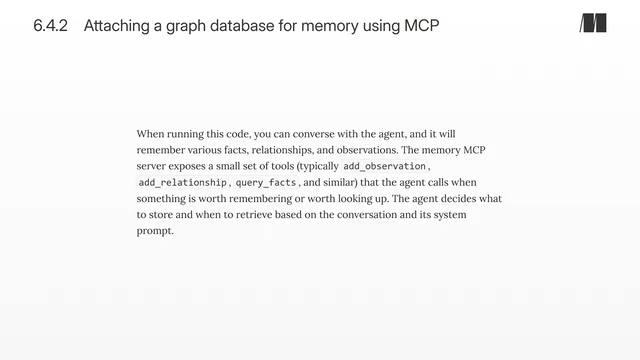 6.4.2 Attaching a graph database for memory using MCP
When running this code, you can converse with the agent, and it will
remember various facts, relationships, and observations. The memory MCP
server exposes a small set of tools (typically add_observation,
add_relationship, query_facts, and similar) that the agent calls when
something is worth remembering or worth looking up. The agent decides what
to store and when to retrieve based on the conversation and its system
prompt.